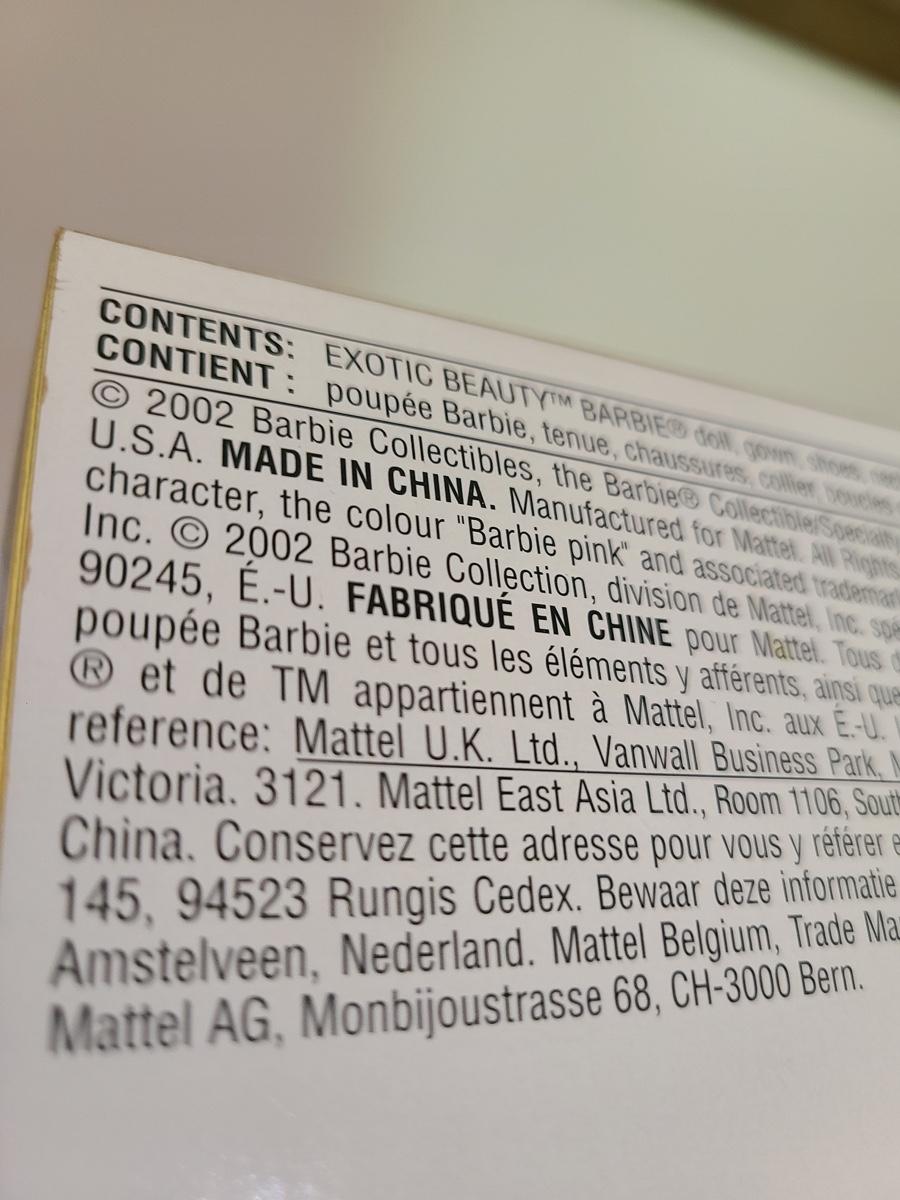 CONTENTS: EXOTIC BEAUTY™ BARBIE® doll, gown, shoes,
CONTIENT : poupée Barbie, tenue, chaussures, collier, boucles
© 2002 Barbie Collectibles, the Barbie® Collectible/Specialty
U.S.A. MADE IN CHINA. Manufactured for Mattel. All Rights
character, the colour "Barbie pink" and associated
Inc. © 2002 Barbie Collection, división de Mattel, Inc.
90245, É.-U. FABRIQUÉ EN CHINE pour Mattel. Tous
poupée Barbie et tous les éléments y afférents, ainsi que
® et de TM appartiennent à Mattel, Inc. aux É.-U.
reference: Mattel U.K. Ltd., Vanwall Business Park,
Victoria. 3121. Mattel East Asia Ltd., Room 1106,
China. Conservez cette adresse pour vous y référer
145, 94523 Rungis Cedex. Bewaar deze informatie
Amstelveen, Nederland. Mattel Belgium, Trade
Mattel AG, Monbijoustrasse 68, CH-3000 Bern.